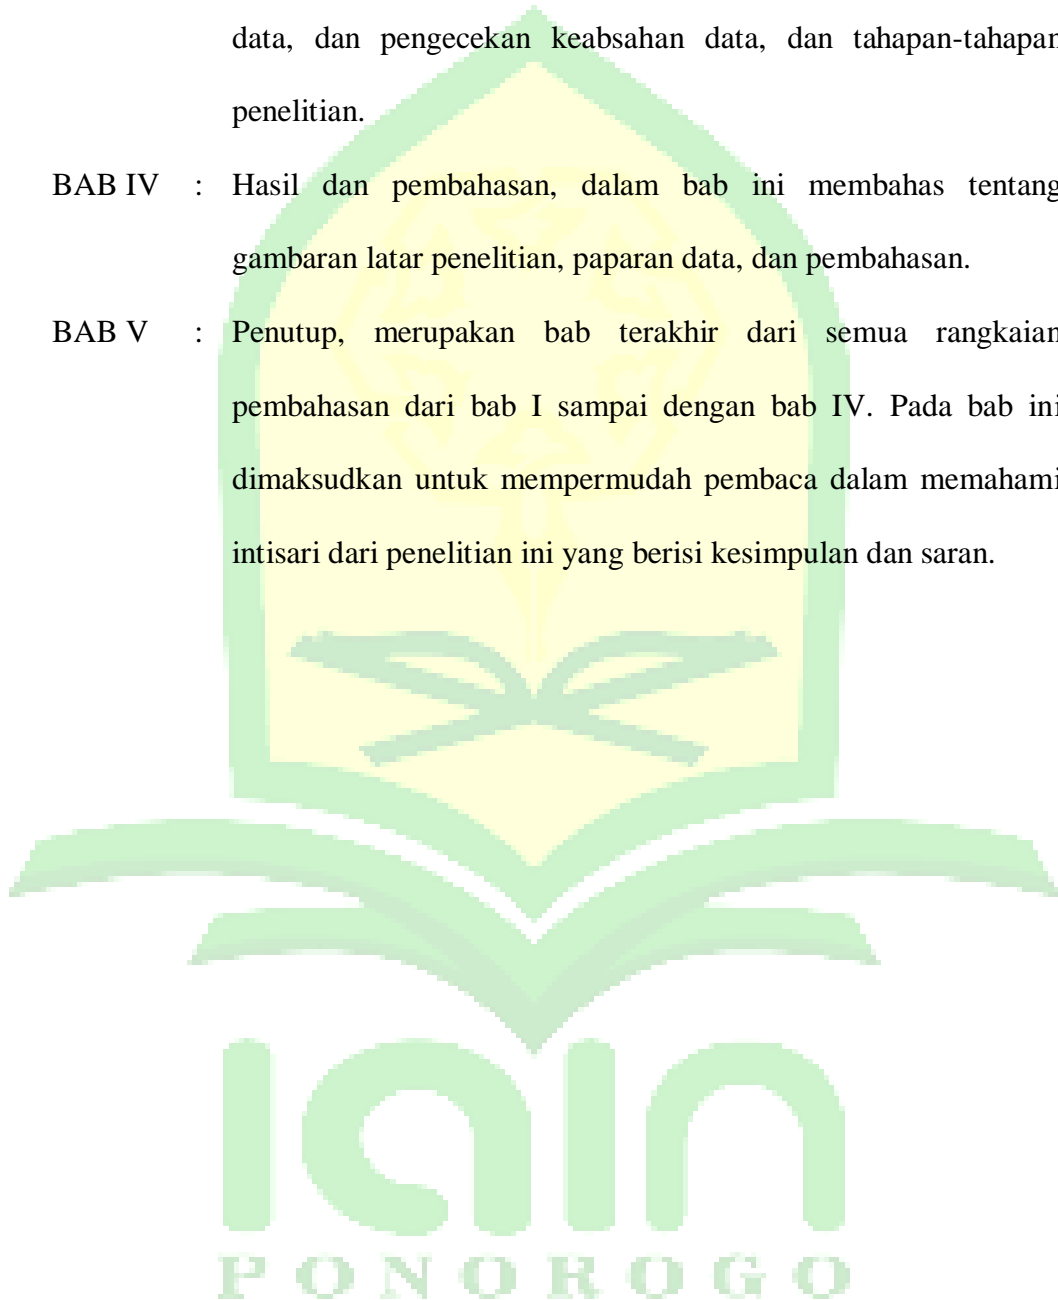 data, dan pengecekan keabsahan data, dan tahapan-tahapan
penelitian.
BAB IV : Hasil dan pembahasan, dalam bab ini membahas tentang
gambaran latar penelitian, paparan data, dan pembahasan.
BAB V : Penutup, merupakan bab terakhir dari semua rangkaian
pembahasan dari bab I sampai dengan bab IV. Pada bab ini
dimaksudkan untuk mempermudah pembaca dalam memahami
intisari dari penelitian ini yang berisi kesimpulan dan saran.
iain
PONOROGO